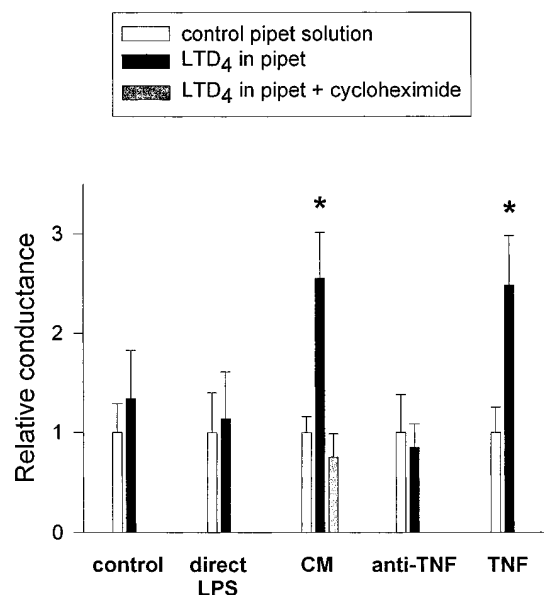 control pipet solution
LTD4 in pipet
LTD4 in pipet + cycloheximide
Relative conductance
3
2
1
0
*
*
control
direct
LPS
CM
anti-TNF
TNF